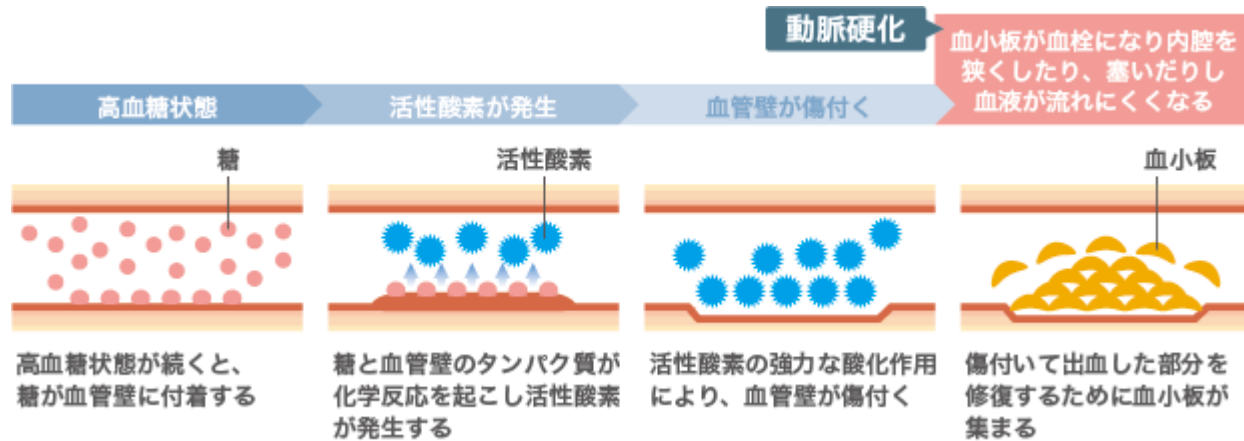 動脈硬化
血小板が血栓になり内腔を
狭くしたり、塞いだりし
血液が流れにくくなる
高血糖状態
活性酸素が発生
血管壁が傷付く
糖
活性酸素
血小板
高血糖状態が続くと、
糖が血管壁に付着する
糖と血管壁のタンパク質が
化学反応を起こし活性酸素
が発生する
活性酸素の強力な酸化作用
により、血管壁が傷付く
傷付いて出血した部分を
修復するために血小板が
集まる